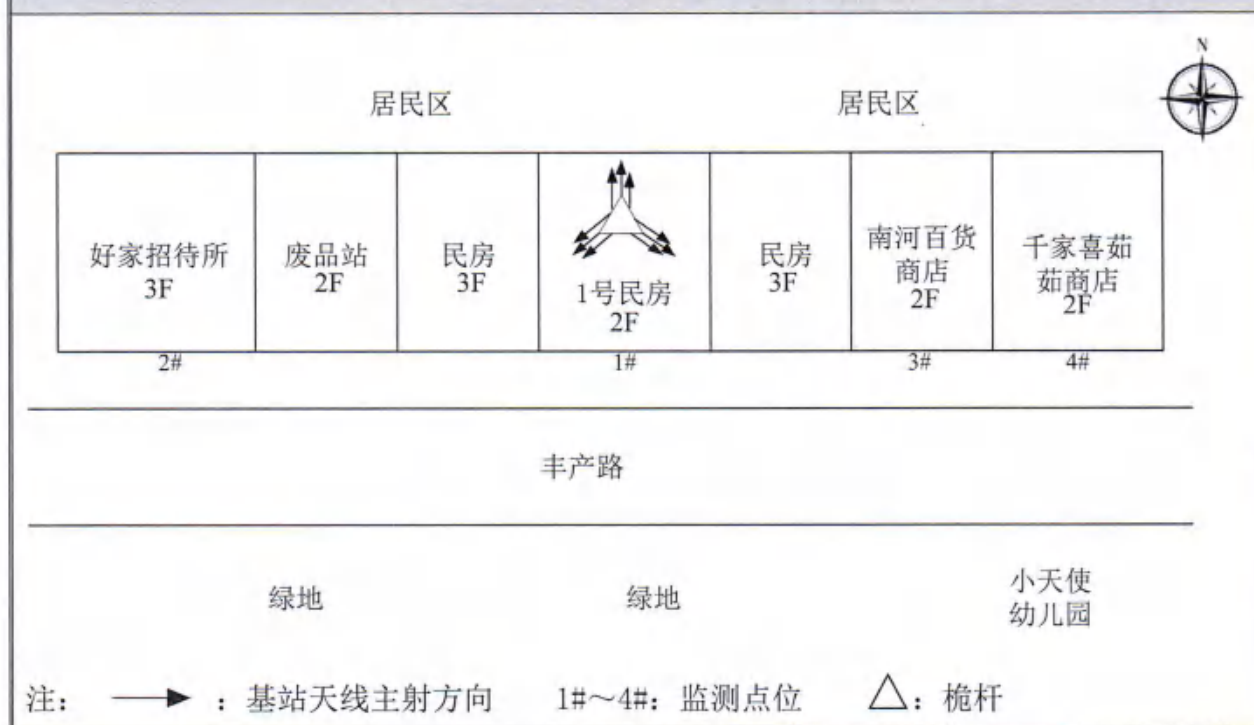 N
居民区 居民区
好家招待所
3F
废品站
2F
民房
3F
1号民房
2F
民房
3F
南河百货
商店
2F
千家喜茹
茹商店
2F
2# 1# 3# 4#
丰产路
绿地 绿地
小天使
幼儿园
注： ：基站天线主射方向 1#～4#：监测点位 △：桅杆